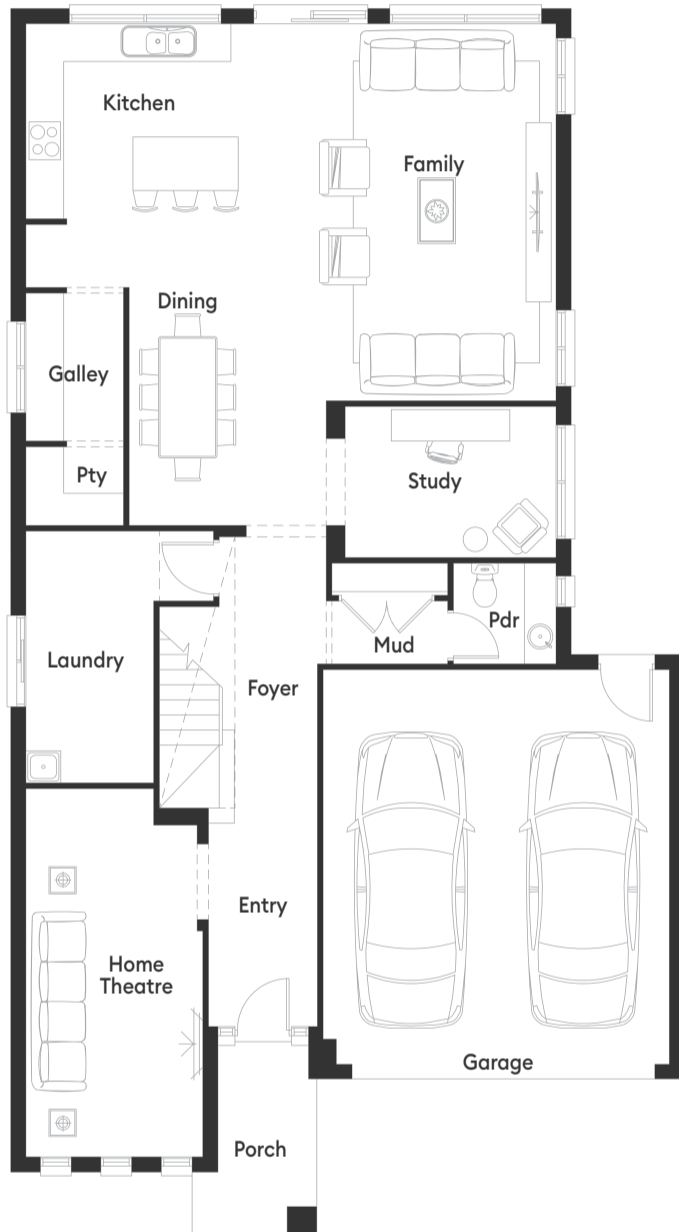 Kitchen
Family
Dining
Galley
Pty
Study
Pdr
Mud
Laundry
Foyer
Entry
Home
Theatre
Garage
Porch